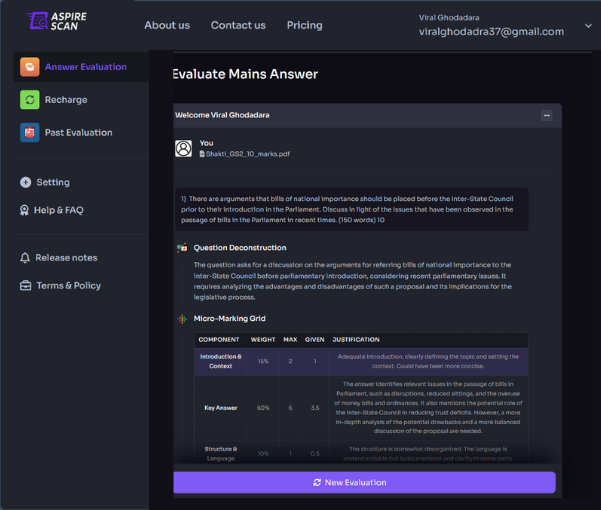 ASPIRE
SCAN
About us
Contact us
Pricing
Viral Ghodadara
viralghodadra37@gmail.com
Answer Evaluation
Recharge
Past Evaluation
Setting
Help & FAQ
Release notes
Terms & Policy
Evaluate Mains Answer
Welcome Viral Ghodadara
You
Shakti_GS2_10_marks.pdf
1) There are arguments that bills of national importance should be placed before the Inter-State Council
prior to their introduction in the Parliament. Discuss in light of the issues that have been observed in the
passage of bills in the Parliament in recent times. (150 words) 10
Question Deconstruction
The question asks for a discussion on the arguments for referring bills of national importance to the
Inter-State Council before parliamentary introduction, considering recent parliamentary issues. It
requires analyzing the advantages and disadvantages of such a proposal and its implications for the
legislative process.
Micro-Marking Grid
COMPONENT WEIGHT MAX GIVEN JUSTIFICATION
Introduction &
Context
15% 2 1
Adequate introduction, clearly defining the topic and setting the
context. Could have been more concise.
Key Answer 60% 6 3.5
The answer identifies relevant issues in the passage of bills in
Parliament, such as disruptions, reduced sittings, and the overuse
of money bills and ordinances. It also mentions the potential role of
the Inter-State Council in reducing trust deficits. However, a more
in-depth analysis of the potential drawbacks and a more balanced
discussion of the proposal are needed.
Structure &
Language
10% 1 0.5
The structure is somewhat disorganized. The language is
understandable but lacks precision and clarity in some parts.
New Evaluation